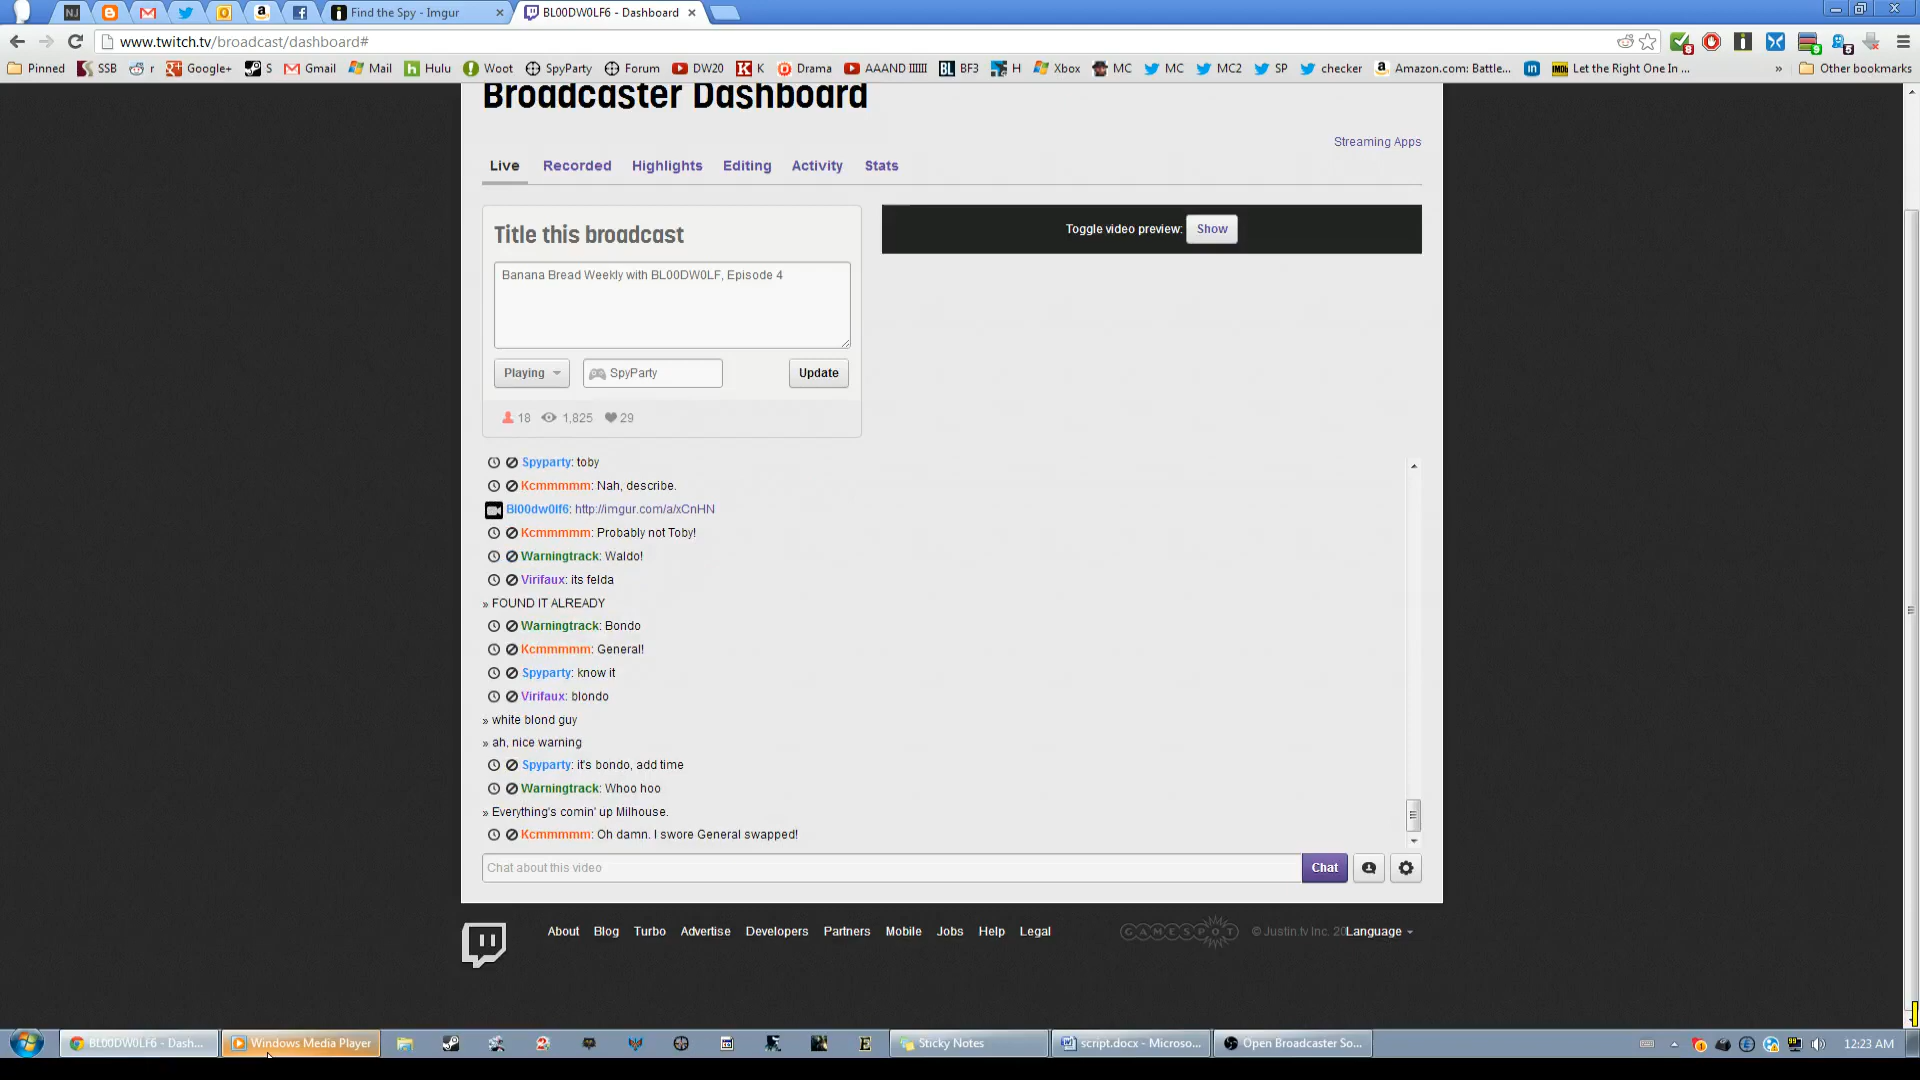 NJ
Find the Spy - Imgur
BL00DW0LF6 - Dashboard
www.twitch.tv/broadcast/dashboard#
Pinned SSB r Google+ S Gmail Mail Hulu Woot SpyParty Forum DW20 K Drama AAAND IIIIII BF3 H Xbox MC MC MC2 SP checker Amazon.com: Battle... Let the Right One In ... » Other bookmarks
Broadcaster Dashboard
Streaming Apps
Live Recorded Highlights Editing Activity Stats
Title this broadcast
Toggle video preview: Show
Banana Bread Weekly with BL00DW0LF, Episode 4
Playing SpyParty Update
18 1,825 29
Spyparty: toby
Kcmmmmm: Nah, describe.
Bl00dw0lf6: http://imgur.com/a/xCnHN
Kcmmmmm: Probably not Toby!
Warningtrack: Waldo!
Virifaux: its felda
» FOUND IT ALREADY
Warningtrack: Bondo
Kcmmmmm: General!
Spyparty: know it
Virifaux: blondo
» white blond guy
» ah, nice warning
Spyparty: it's bondo, add time
Warningtrack: Whoo hoo
» Everything's comin' up Milhouse.
Kcmmmmm: Oh damn. I swore General swapped!
Chat about this video Chat
About Blog Turbo Advertise Developers Partners Mobile Jobs Help Legal GAMESPOT © Justin.tv Inc. 20 Language
BL00DW0LF6 - Dash... Windows Media Player Sticky Notes script.docx - Microso... Open Broadcaster So... 12:23 AM